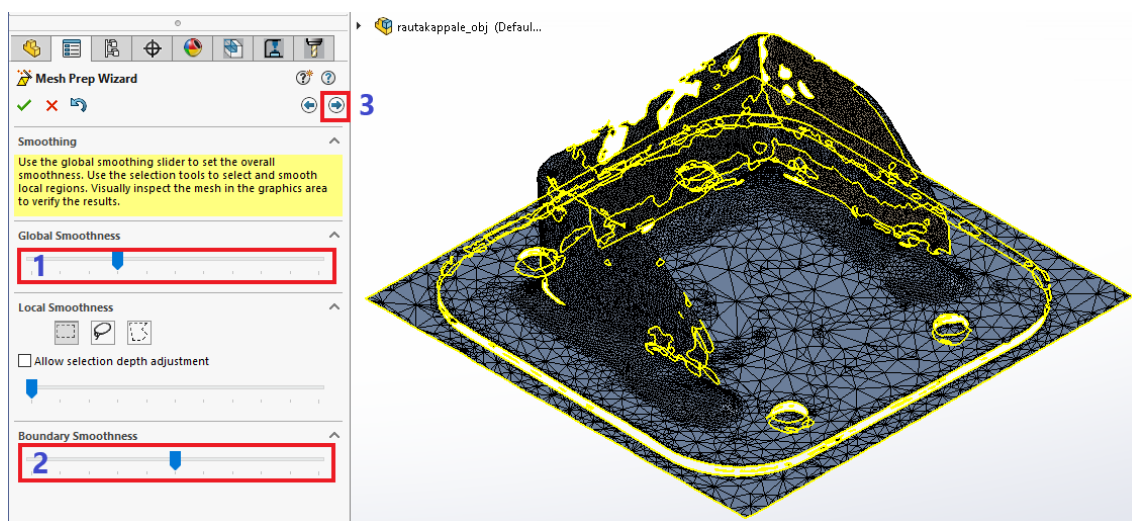 rautakappale_obj (Defaul...
Mesh Prep Wizard
3
Smoothing
Use the global smoothing slider to set the overall
smoothness. Use the selection tools to select and smooth
local regions. Visually inspect the mesh in the graphics area
to verify the results.
Global Smoothness
1
Local Smoothness
Allow selection depth adjustment
Boundary Smoothness
2